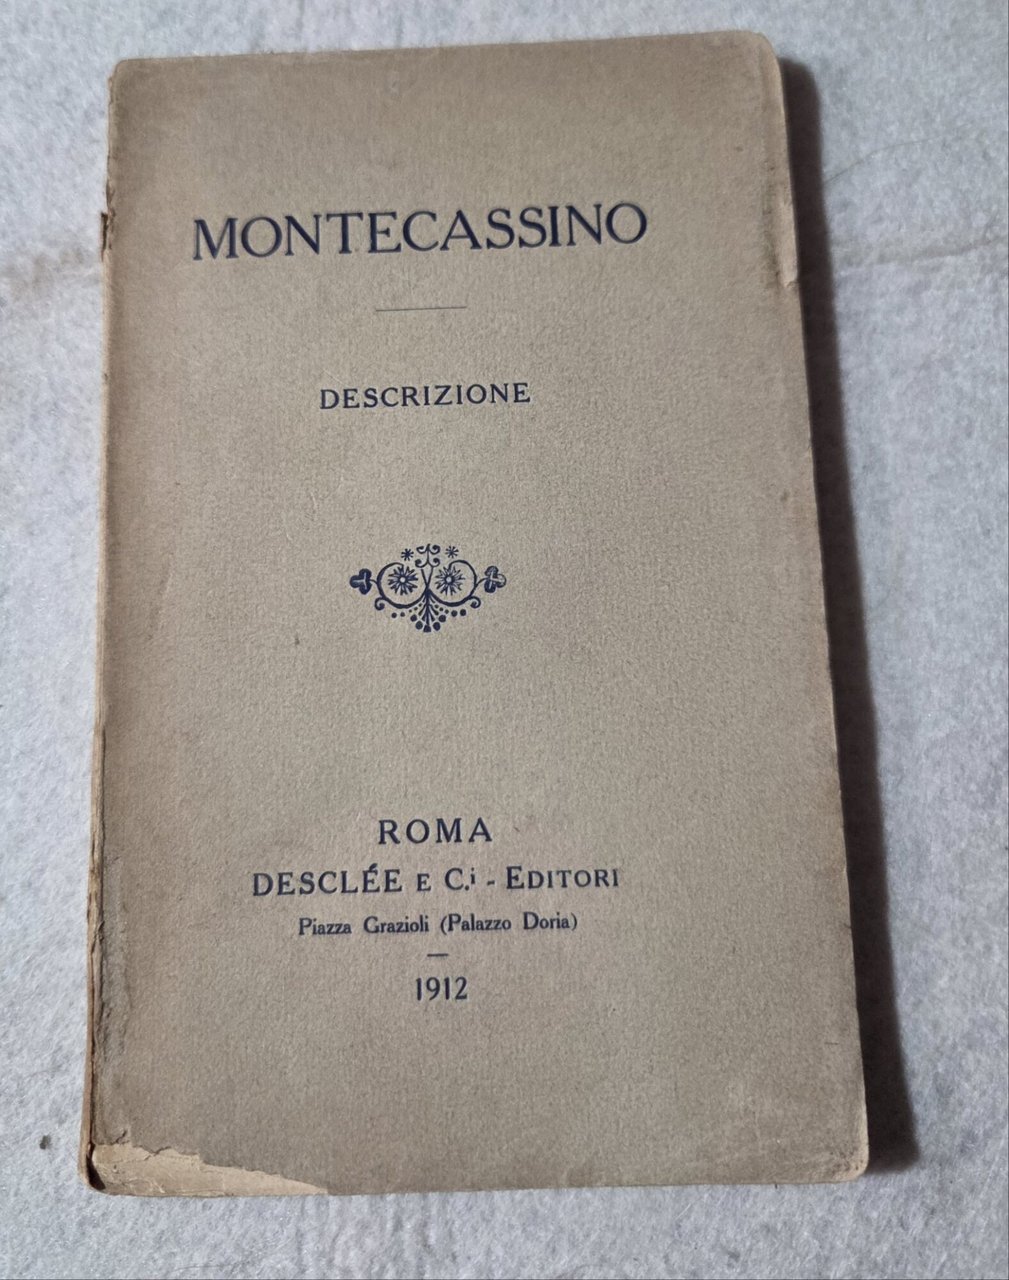 MONTECASSINO
DESCRIZIONE
ROMA
DESCLÉE E C.i - EDITORI
Piazza Grazioli (Palazzo Doria)
1912